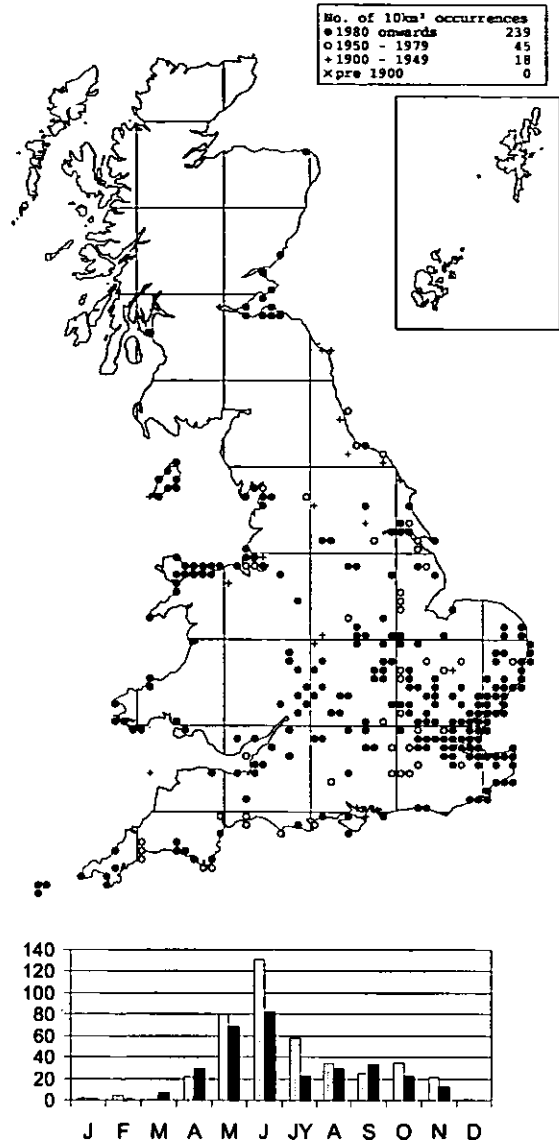 No. of 10km² occurrences
● 1980 onwards 239
○ 1950 - 1979 45
+ 1900 - 1949 18
× pre 1900 0
140
120
100
80
60
40
20
0
J F M A M J JY A S O N D